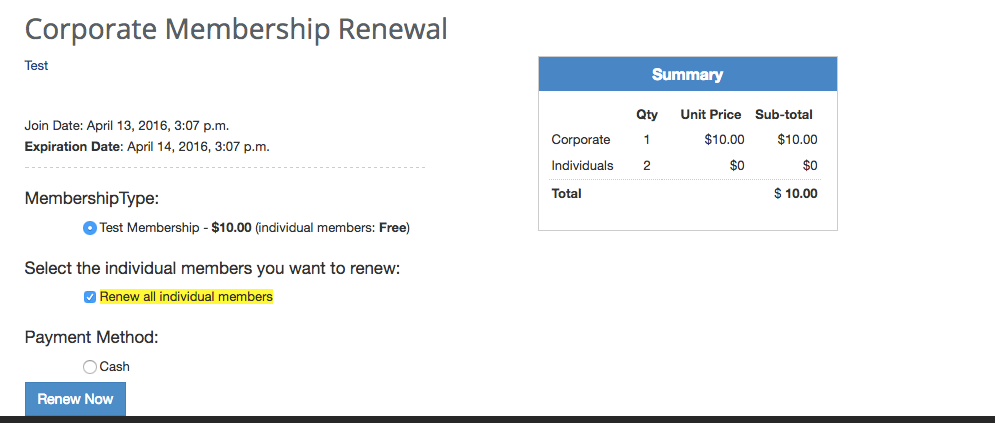 Corporate Membership Renewal
Test
Join Date: April 13, 2016, 3:07 p.m.
Expiration Date: April 14, 2016, 3:07 p.m.
MembershipType:
Test Membership - $10.00 (individual members: Free)
Select the individual members you want to renew:
Renew all individual members
Payment Method:
Cash
Renew Now
Summary
Qty Unit Price Sub-total
Corporate 1 $10.00 $10.00
Individuals 2 $0 $0
Total $ 10.00